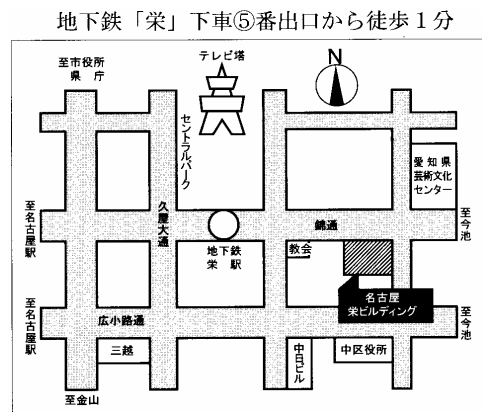 地下鉄「栄」下車⑤番出口から徒歩1分
至市役所
県庁
テレビ塔
N
セントラルパーク
愛知県
芸術文化
センター
至名古屋駅
久屋大通
地下鉄
栄駅
錦通
至今池
教会
名古屋
栄ビルディング
至名古屋駅
広小路通
至今池
三越
中日ビル
中区役所
至金山